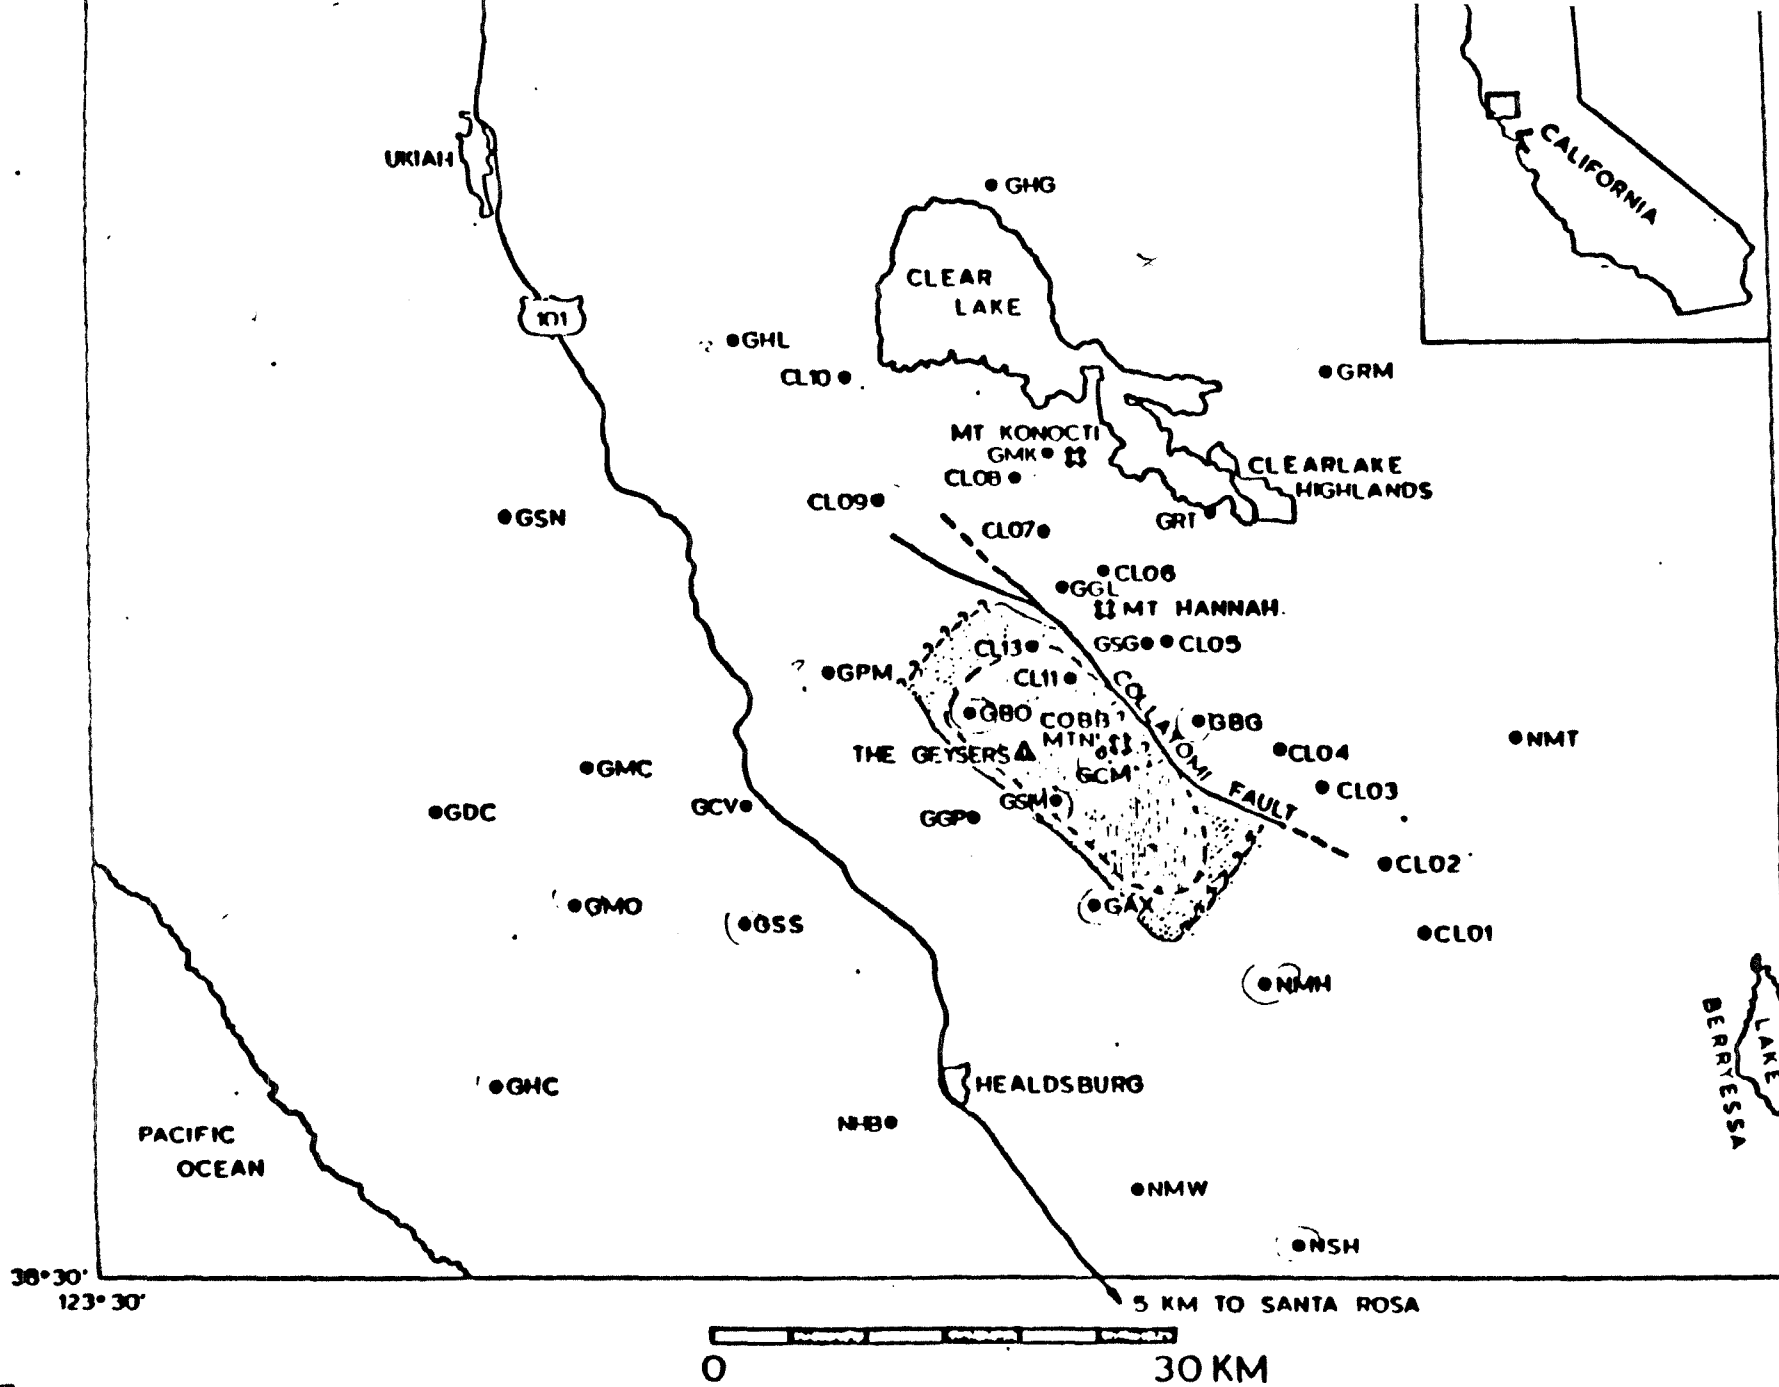 UKIAH
GHG
CALIFORNIA
CLEAR
LAKE
101
GHL
CL10
GRM
MT KONOCTI
GMK
CL08
CLEARLAKE
HIGHLANDS
CL09
GSN
GRT
CL07
CL06
GGL
MT HANNAH
CL13
GSG
CL05
GPM
CL11
COLLAYOMI FAULT
GBO
COBB
MTN
GBG
NMT
THE GEYSERS
CL04
GMC
GCM
CL03
GSM
GDC
GCV
GGP
CL02
GMO
GSS
GAX
CL01
NMH
LAKE
BERRYESSA
GHC
HEALDSBURG
NHB
PACIFIC
OCEAN
NMW
NSH
38°30'
123°30'
5 KM TO SANTA ROSA
0 30 KM